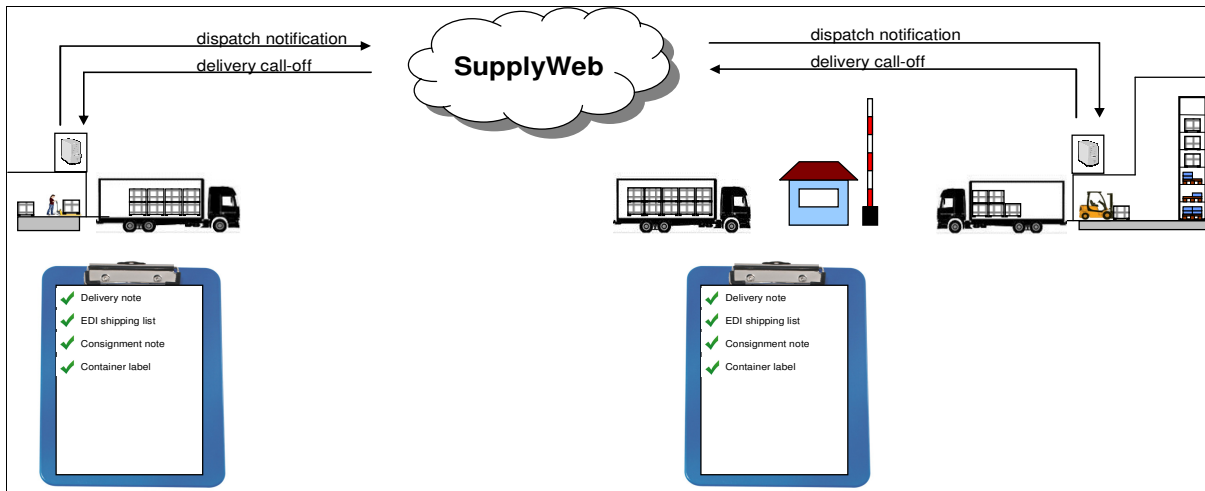 dispatch notification
delivery call-off
SupplyWeb
dispatch notification
delivery call-off
Delivery note
EDI shipping list
Consignment note
Container label
Delivery note
EDI shipping list
Consignment note
Container label